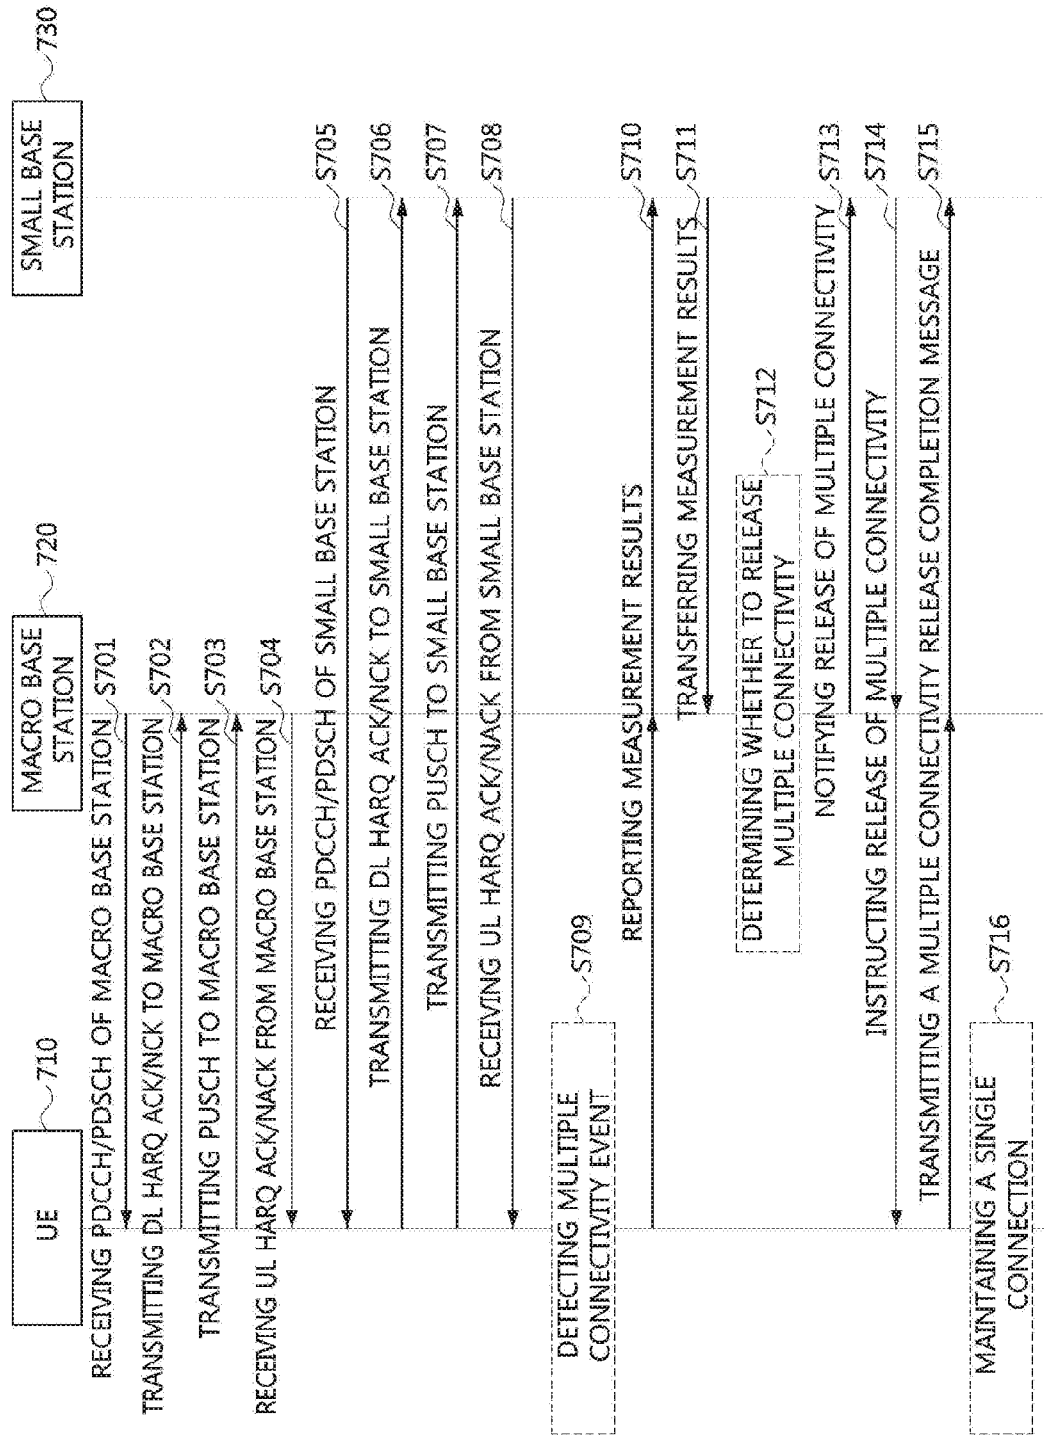 UE
710
MACRO BASE
STATION
720
SMALL BASE
STATION
730
RECEIVING PDCCH/PDSCH OF MACRO BASE STATION
S701
TRANSMITTING DL HARQ ACK/NCK TO MACRO BASE STATION
S702
TRANSMITTING PUSCH TO MACRO BASE STATION
S703
RECEIVING UL HARQ ACK/NACK FROM MACRO BASE STATION
S704
RECEIVING PDCCH/PDSCH OF SMALL BASE STATION
S705
TRANSMITTING DL HARQ ACK/NCK TO SMALL BASE STATION
S706
TRANSMITTING PUSCH TO SMALL BASE STATION
S707
RECEIVING UL HARQ ACK/NACK FROM SMALL BASE STATION
S708
DETECTING MULTIPLE
CONNECTIVITY EVENT
S709
REPORTING MEASUREMENT RESULTS
S710
TRANSFERRING MEASUREMENT RESULTS
S711
DETERMINING WHETHER TO RELEASE
MULTIPLE CONNECTIVITY
S712
NOTIFYING RELEASE OF MULTIPLE CONNECTIVITY
S713
INSTRUCTING RELEASE OF MULTIPLE CONNECTIVITY
S714
TRANSMITTING A MULTIPLE CONNECTIVITY RELEASE COMPLETION MESSAGE
S715
MAINTAINING A SINGLE
CONNECTION
S716